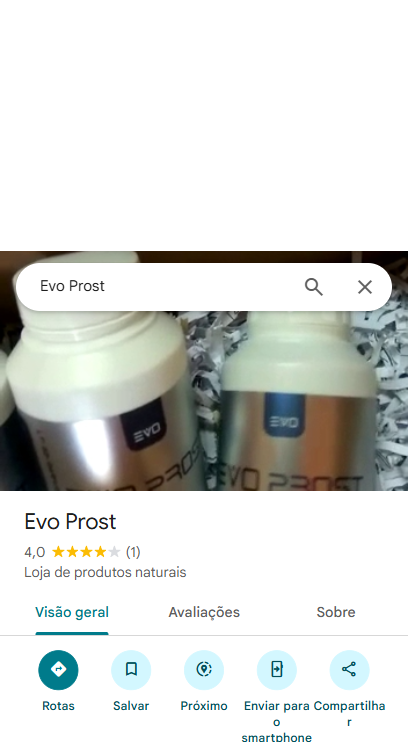 Evo Prost
EVO
EVO
EVO PROST
EVO PROST
Evo Prost
4,0 (1)
Loja de produtos naturais
Visão geral
Avaliações
Sobre
Rotas
Salvar
Próximo
Enviar para o smartphone
Compartilhar